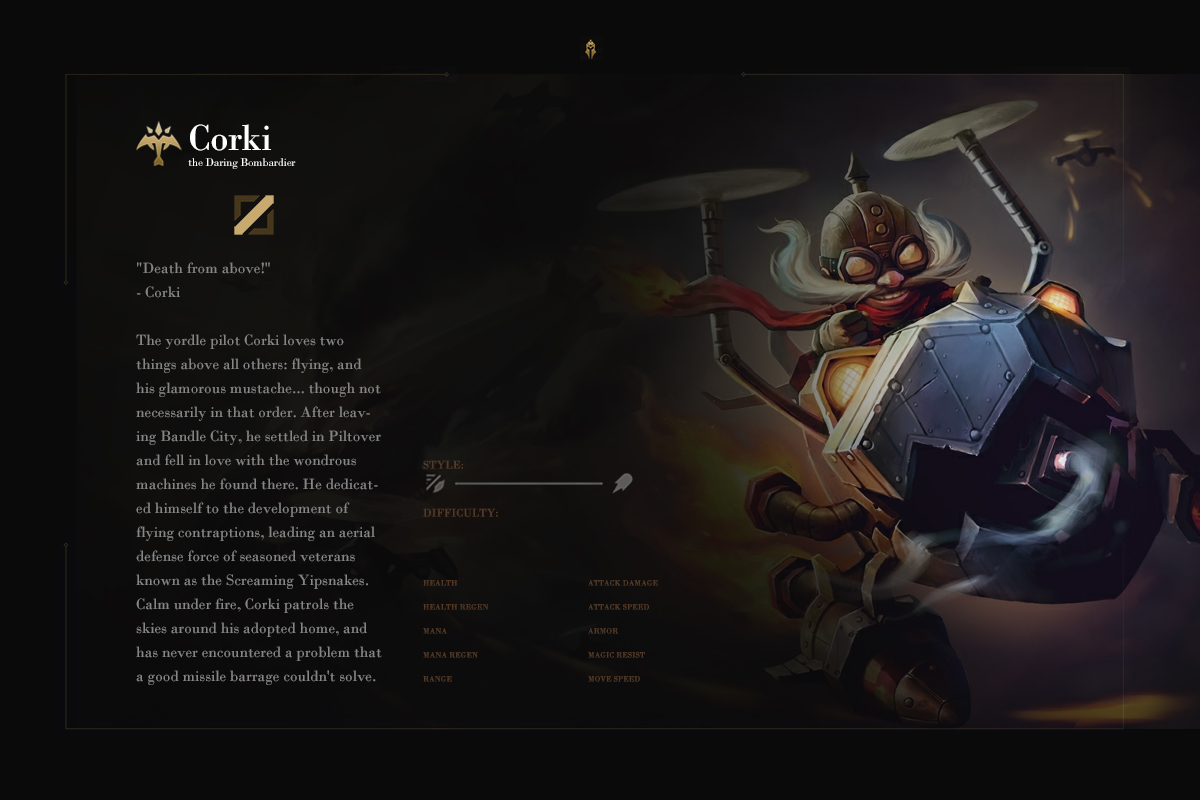 Corki
the Daring Bombardier
"Death from above!"
- Corki
The yordle pilot Corki loves two
things above all others: flying, and
his glamorous mustache... though not
necessarily in that order. After leav-
ing Bandle City, he settled in Piltover
and fell in love with the wondrous
machines he found there. He dedicat-
ed himself to the development of
flying contraptions, leading an aerial
defense force of seasoned veterans
known as the Screaming Yipsnakes.
Calm under fire, Corki patrols the
skies around his adopted home, and
has never encountered a problem that
a good missile barrage couldn't solve.
STYLE:
DIFFICULTY:
HEALTH
HEALTH REGEN
MANA
MANA REGEN
RANGE
ATTACK DAMAGE
ATTACK SPEED
ARMOR
MAGIC RESIST
MOVE SPEED